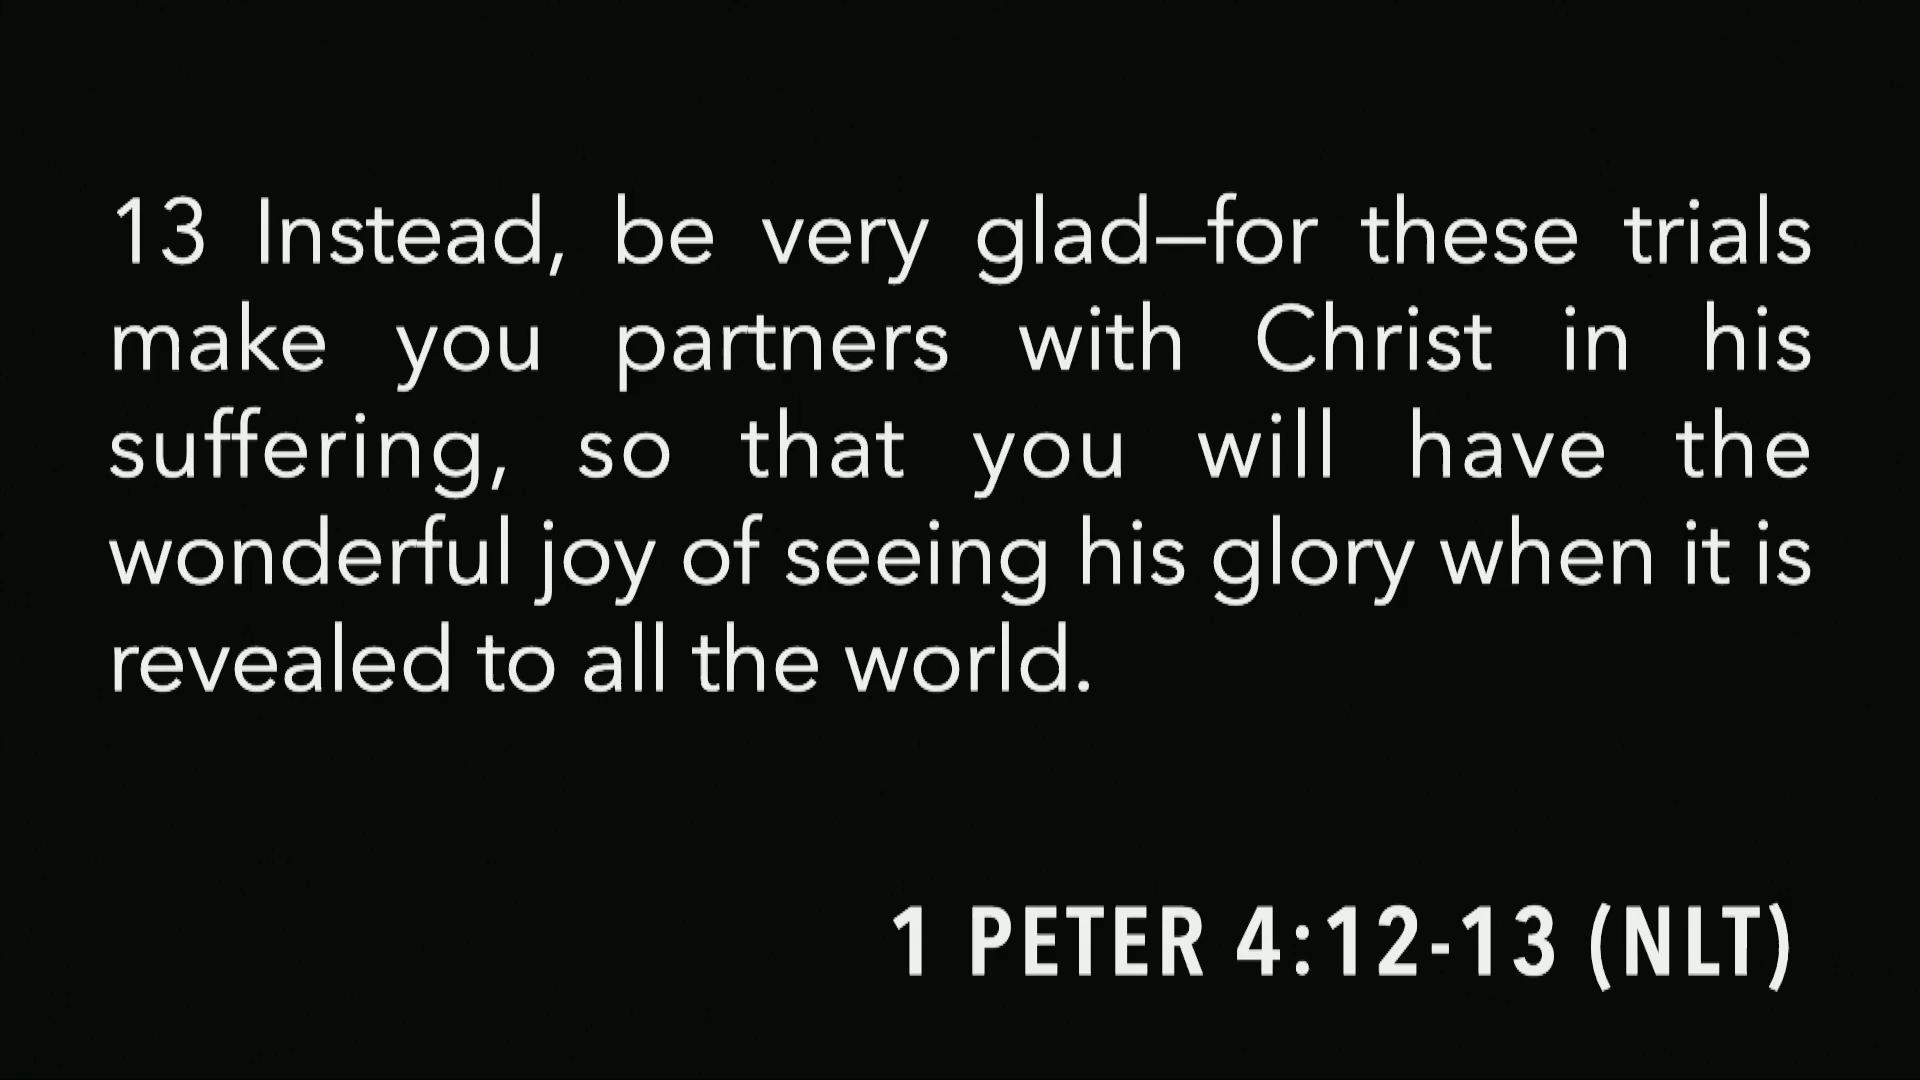 13 Instead, be very glad—for these trials
make you partners with Christ in his
suffering, so that you will have the
wonderful joy of seeing his glory when it is
revealed to all the world.
1 PETER 4:12-13 (NLT)